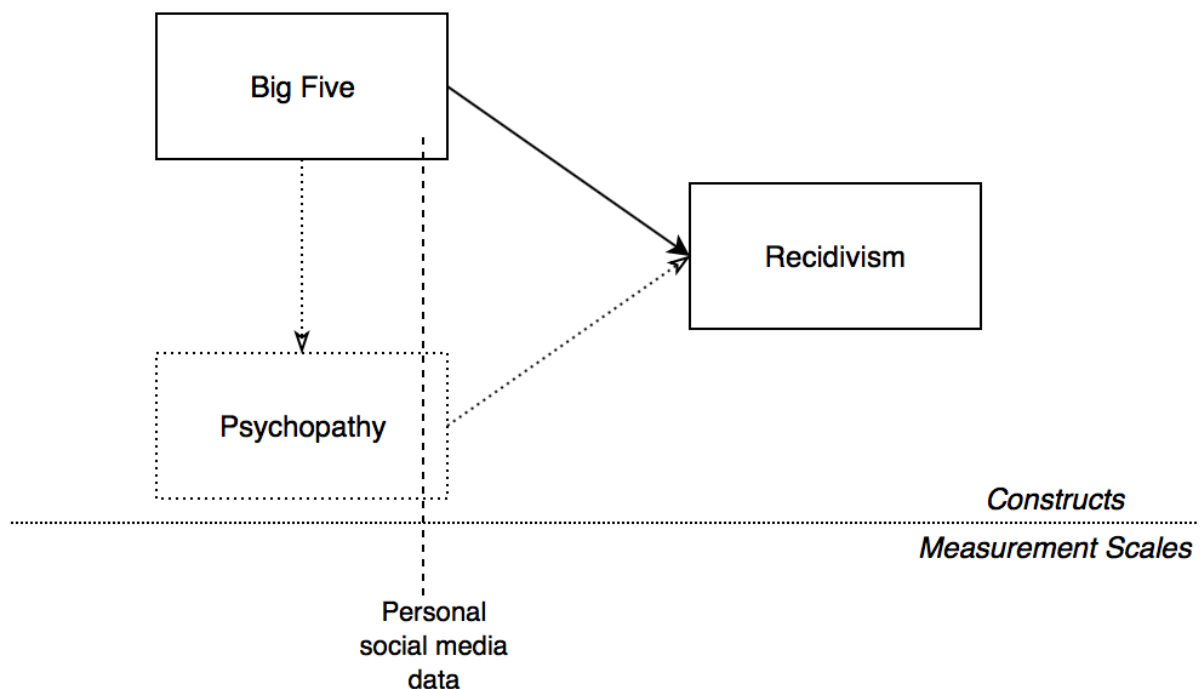 Big Five
Recidivism
Psychopathy
Constructs
Measurement Scales
Personal
social media
data